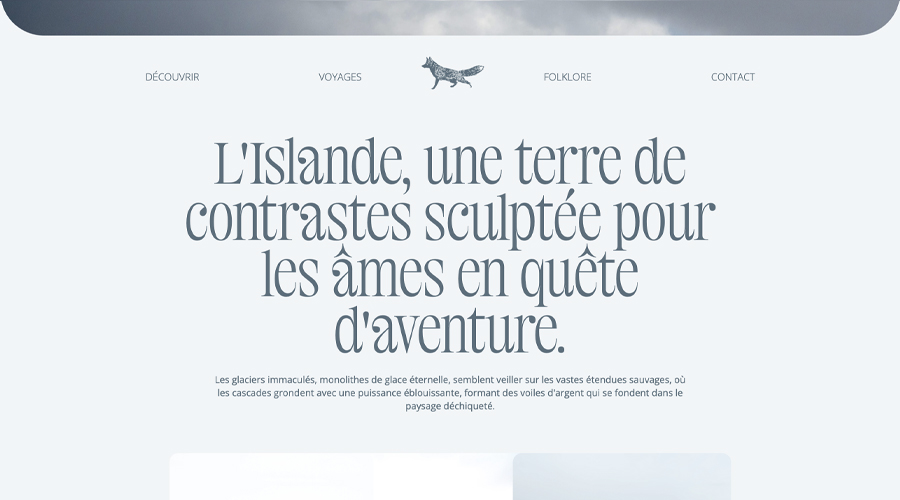 DÉCOUVRIR VOYAGES FOLKLORE CONTACT
L'Islande, une terre de
contrastes sculptée pour
les âmes en quête
d'aventure.
Les glaciers immaculés, monolithes de glace éternelle, semblent veiller sur les vastes étendues sauvages, où
les cascades grondent avec une puissance éblouissante, formant des voiles d'argent qui se fondent dans le
paysage déchiqueté.